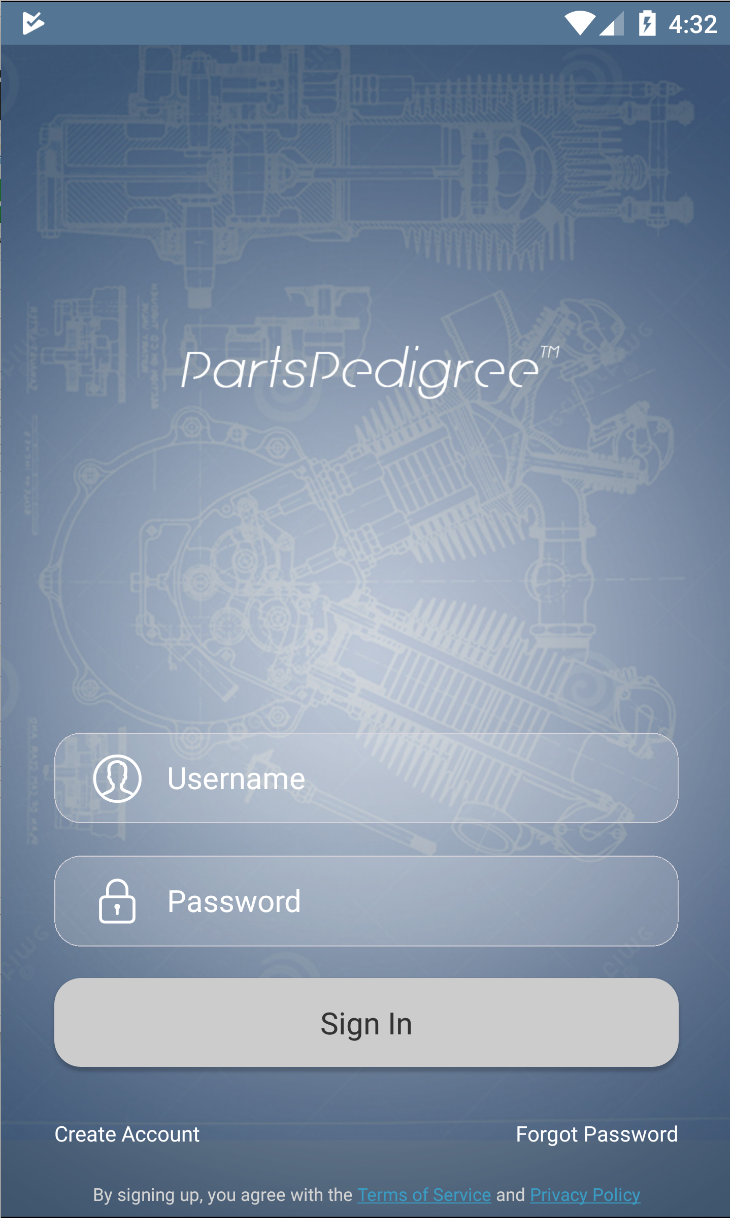 4:32
PartsPedigree™
Username
Password
Sign In
Create Account
Forgot Password
By signing up, you agree with the Terms of Service and Privacy Policy